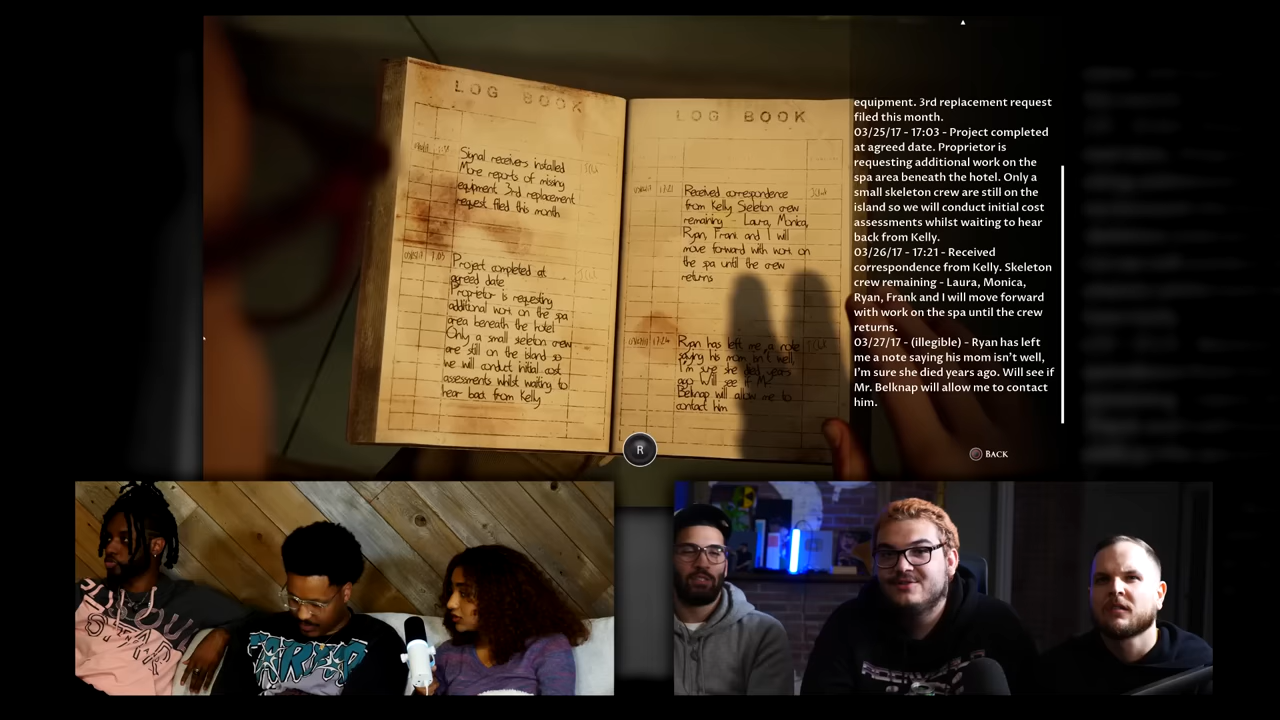 LOG BOOK
Signal receivers installed
More reports of missing
equipment. 3rd replacement
request filed this month
Project completed at
agreed date
Proprietor is requesting
additional work on the spa
area beneath the hotel
Only a small skeleton crew
are still on the island so
we will conduct initial cost
assessments whilst waiting to
hear back from Kelly
LOG BOOK
Received correspondence
from Kelly Skeleton crew
remaining - Laura, Monica,
Ryan, Frank and I will
move forward with work on
the spa until the crew
returns
Ryan has left me a note
saying his mom isn't well,
I'm sure she died years
ago. Will see if Mr
Belknap will allow me to
contact him
equipment. 3rd replacement request
filed this month.
03/25/17 - 17:03 - Project completed
at agreed date. Proprietor is
requesting additional work on the
spa area beneath the hotel. Only a
small skeleton crew are still on the
island so we will conduct initial cost
assessments whilst waiting to hear
back from Kelly.
03/26/17 - 17:21 - Received
correspondence from Kelly. Skeleton
crew remaining - Laura, Monica,
Ryan, Frank and I will move forward
with work on the spa until the crew
returns.
03/27/17 - (illegible) - Ryan has left
me a note saying his mom isn't well,
I'm sure she died years ago. Will see if
Mr. Belknap will allow me to contact
him.
R
BACK